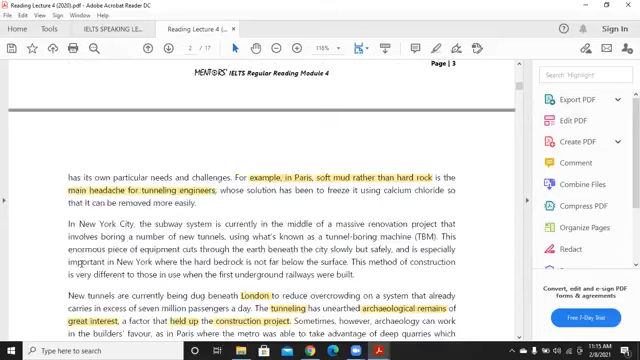 Reading Lecture 4 (2020).pdf - Adobe Acrobat Reader DC
File Edit View Sign Window Help
Home Tools IELTS SPEAKING LE... Reading Lecture 4 (... × Sign In
2 / 17 116%
MENTORS' IELTS Regular Reading Module 4
Page | 3
has its own particular needs and challenges. For example, in Paris, soft mud rather than hard rock is the
main headache for tunneling engineers, whose solution has been to freeze it using calcium chloride so
that it can be removed more easily.
In New York City, the subway system is currently in the middle of a massive renovation project that
involves boring a number of new tunnels, using what's known as a tunnel-boring machine (TBM). This
enormous piece of equipment cuts through the earth beneath the city slowly but safely, and is especially
important in New York where the hard bedrock is not far below the surface. This method of construction
is very different to those in use when the first underground railways were built.
New tunnels are currently being dug beneath London to reduce overcrowding on a system that already
carries in excess of seven million passengers a day. The tunneling has unearthed archaeological remains of
great interest, a factor that held up the construction project. Sometimes, however, archaeology can work
in the builders' favour, as in Paris where the metro was able to take advantage of deep quarries which
Search 'Highlight'
Export PDF
Edit PDF
Create PDF
Comment
Combine Files
Compress PDF
Organize Pages
Redact
Convert, edit and e-sign PDF
forms & agreements
Free 7-Day Trial
11:15 AM
2/8/2021